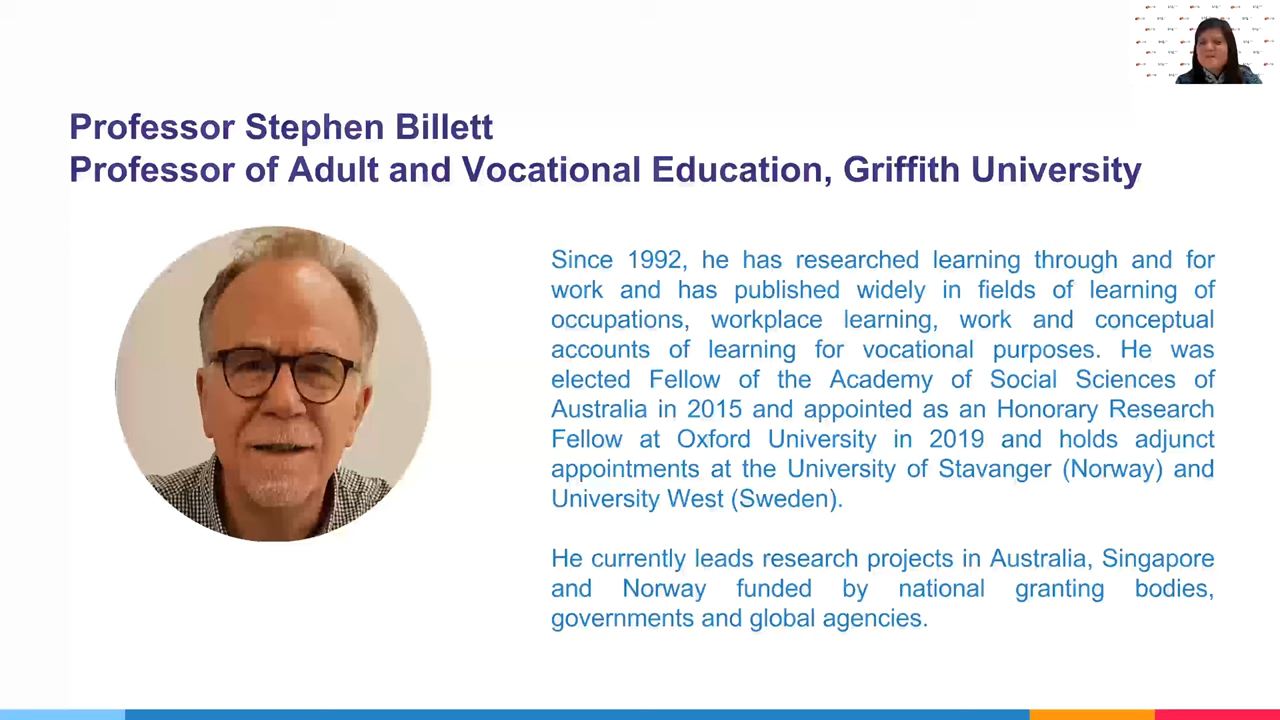 Professor Stephen Billett
Professor of Adult and Vocational Education, Griffith University
Since 1992, he has researched learning through and for
work and has published widely in fields of learning of
occupations, workplace learning, work and conceptual
accounts of learning for vocational purposes. He was
elected Fellow of the Academy of Social Sciences of
Australia in 2015 and appointed as an Honorary Research
Fellow at Oxford University in 2019 and holds adjunct
appointments at the University of Stavanger (Norway) and
University West (Sweden).
He currently leads research projects in Australia, Singapore
and Norway funded by national granting bodies,
governments and global agencies.